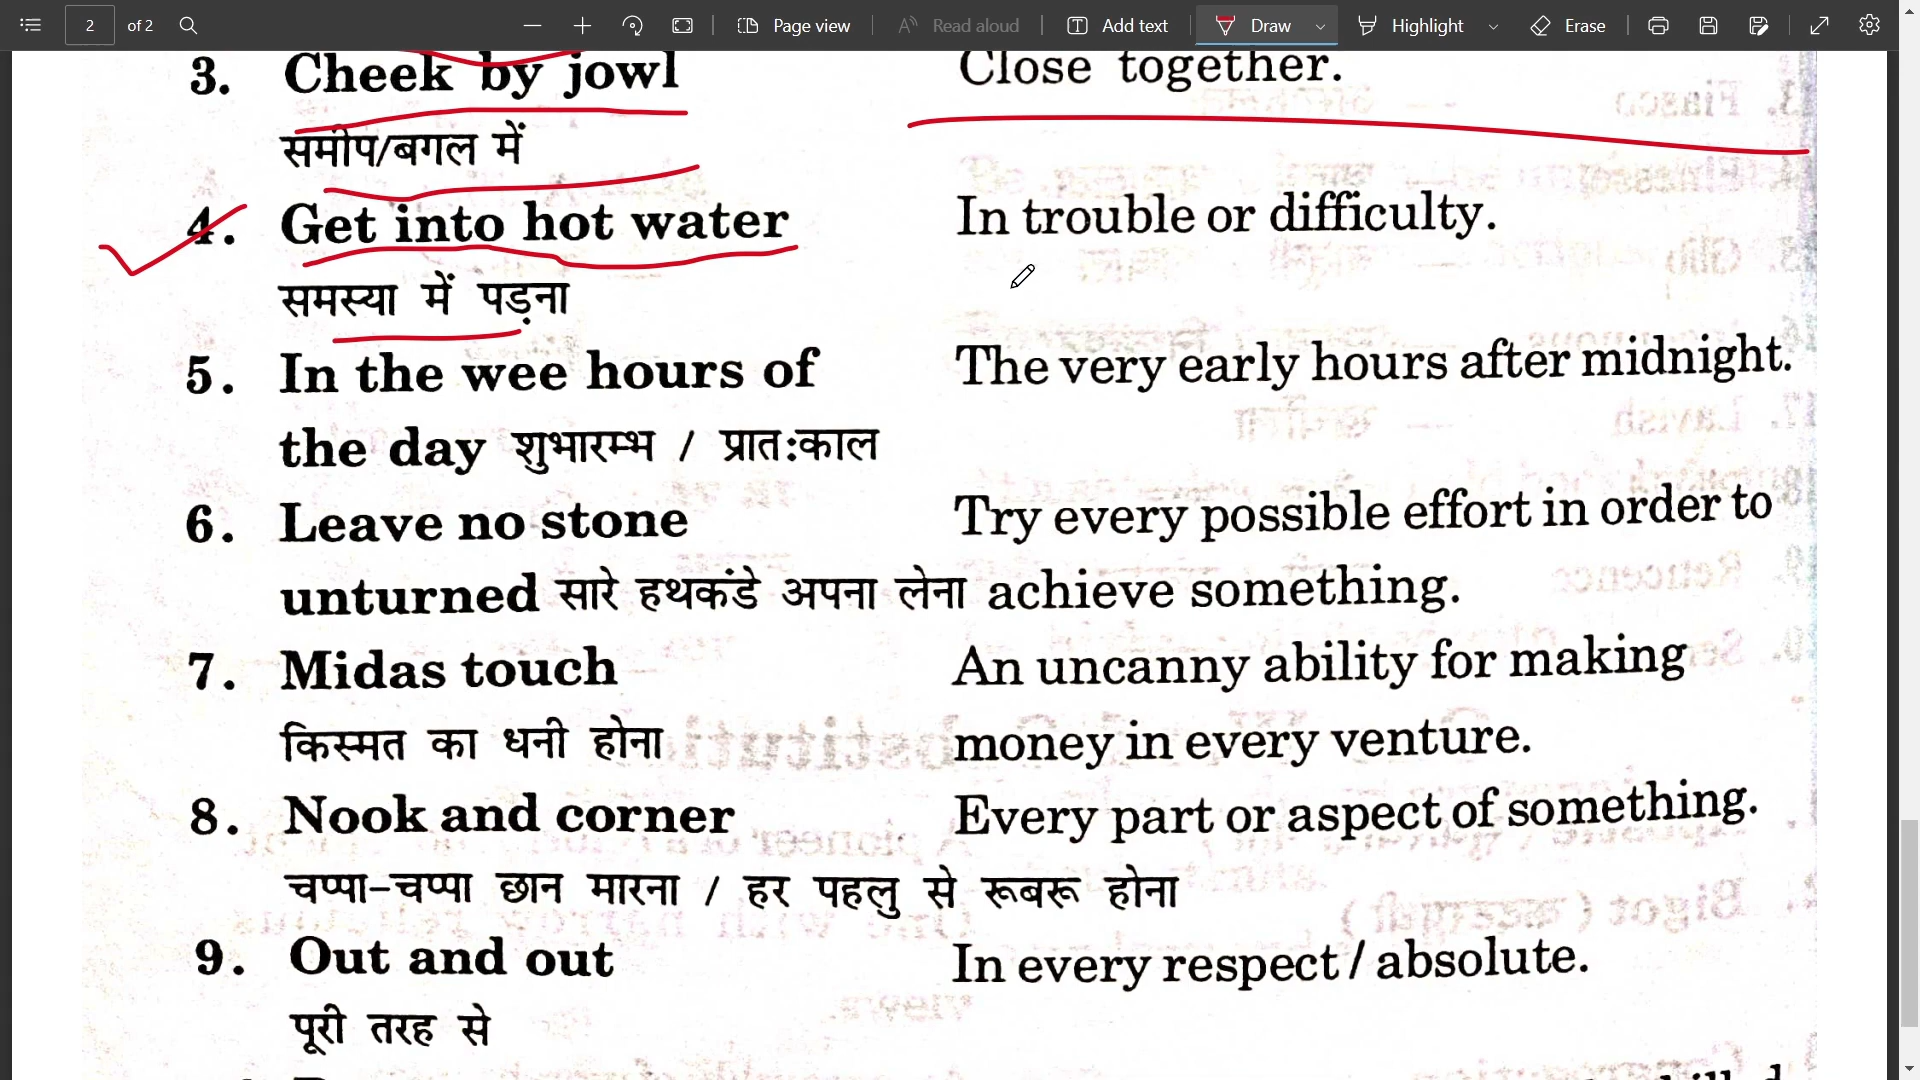 2 of 2 Page view Read aloud Add text Draw Highlight Erase
3. Cheek by jowl Close together.
समीप/बगल में
4. Get into hot water In trouble or difficulty.
समस्या में पड़ना
5. In the wee hours of The very early hours after midnight.
the day शुभारम्भ / प्रात:काल
6. Leave no stone Try every possible effort in order to
unturned सारे हथकंडे अपना लेना achieve something.
7. Midas touch An uncanny ability for making
किस्मत का धनी होना money in every venture.
8. Nook and corner Every part or aspect of something.
चप्पा-चप्पा छान मारना / हर पहलु से रूबरू होना
9. Out and out In every respect / absolute.
पूरी तरह से